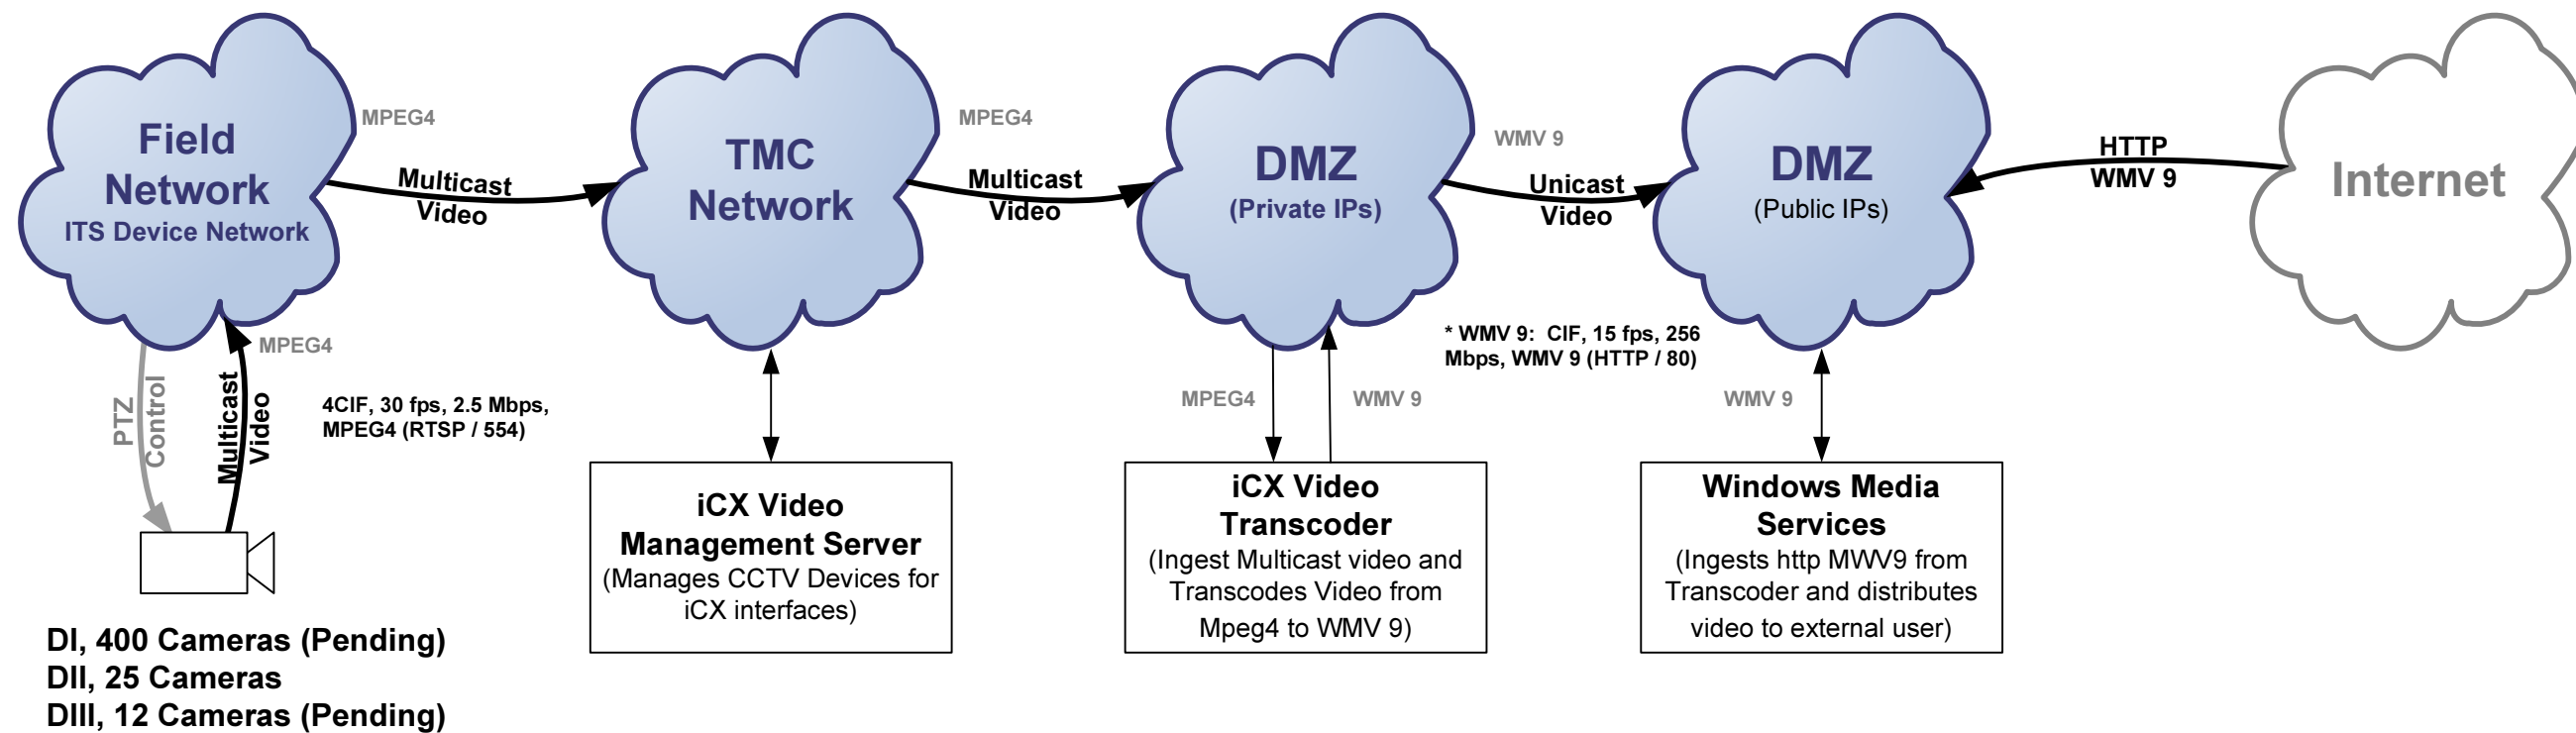 Field
Network
ITS Device Network
MPEG4
Multicast
Video
TMC
Network
MPEG4
Multicast
Video
DMZ
(Private IPs)
WMV 9
Unicast
Video
DMZ
(Public IPs)
HTTP
WMV 9
Internet
MPEG4
PTZ
Control
Multicast
Video
4CIF, 30 fps, 2.5 Mbps,
MPEG4 (RTSP / 554)
* WMV 9: CIF, 15 fps, 256
Mbps, WMV 9 (HTTP / 80)
MPEG4
WMV 9
WMV 9
iCX Video
Management Server
(Manages CCTV Devices for
iCX interfaces)
iCX Video
Transcoder
(Ingest Multicast video and
Transcodes Video from
Mpeg4 to WMV 9)
Windows Media
Services
(Ingests http MWV9 from
Transcoder and distributes
video to external user)
DI, 400 Cameras (Pending)
DII, 25 Cameras
DIII, 12 Cameras (Pending)